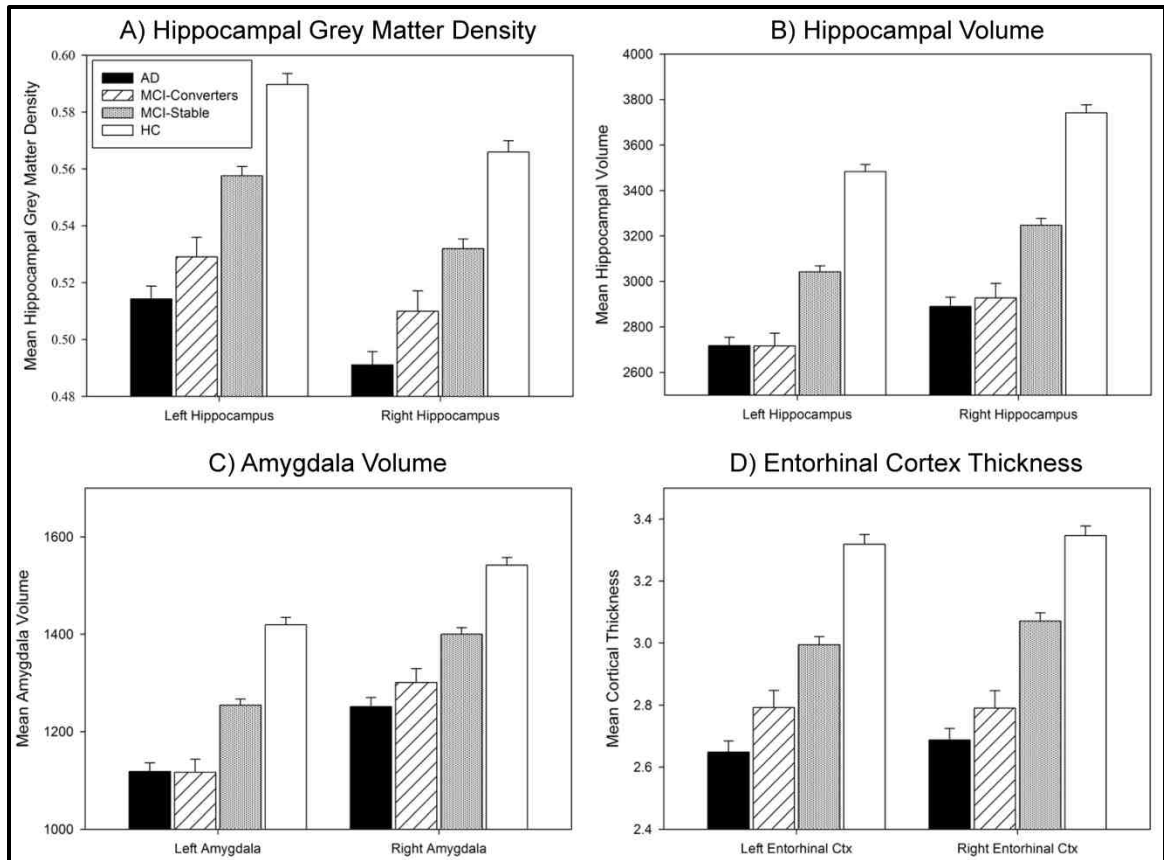 A) Hippocampal Grey Matter Density
Mean Hippocampal Grey Matter Density
0.60
0.58
0.56
0.54
0.52
0.50
0.48
AD
MCI-Converters
MCI-Stable
HC
Left Hippocampus
Right Hippocampus
B) Hippocampal Volume
Mean Hippocampal Volume
4000
3800
3600
3400
3200
3000
2800
2600
Left Hippocampus
Right Hippocampus
C) Amygdala Volume
Mean Amygdala Volume
1600
1400
1200
1000
Left Amygdala
Right Amygdala
D) Entorhinal Cortex Thickness
Mean Cortical Thickness
3.4
3.2
3.0
2.8
2.6
2.4
Left Entorhinal Ctx
Right Entorhinal Ctx